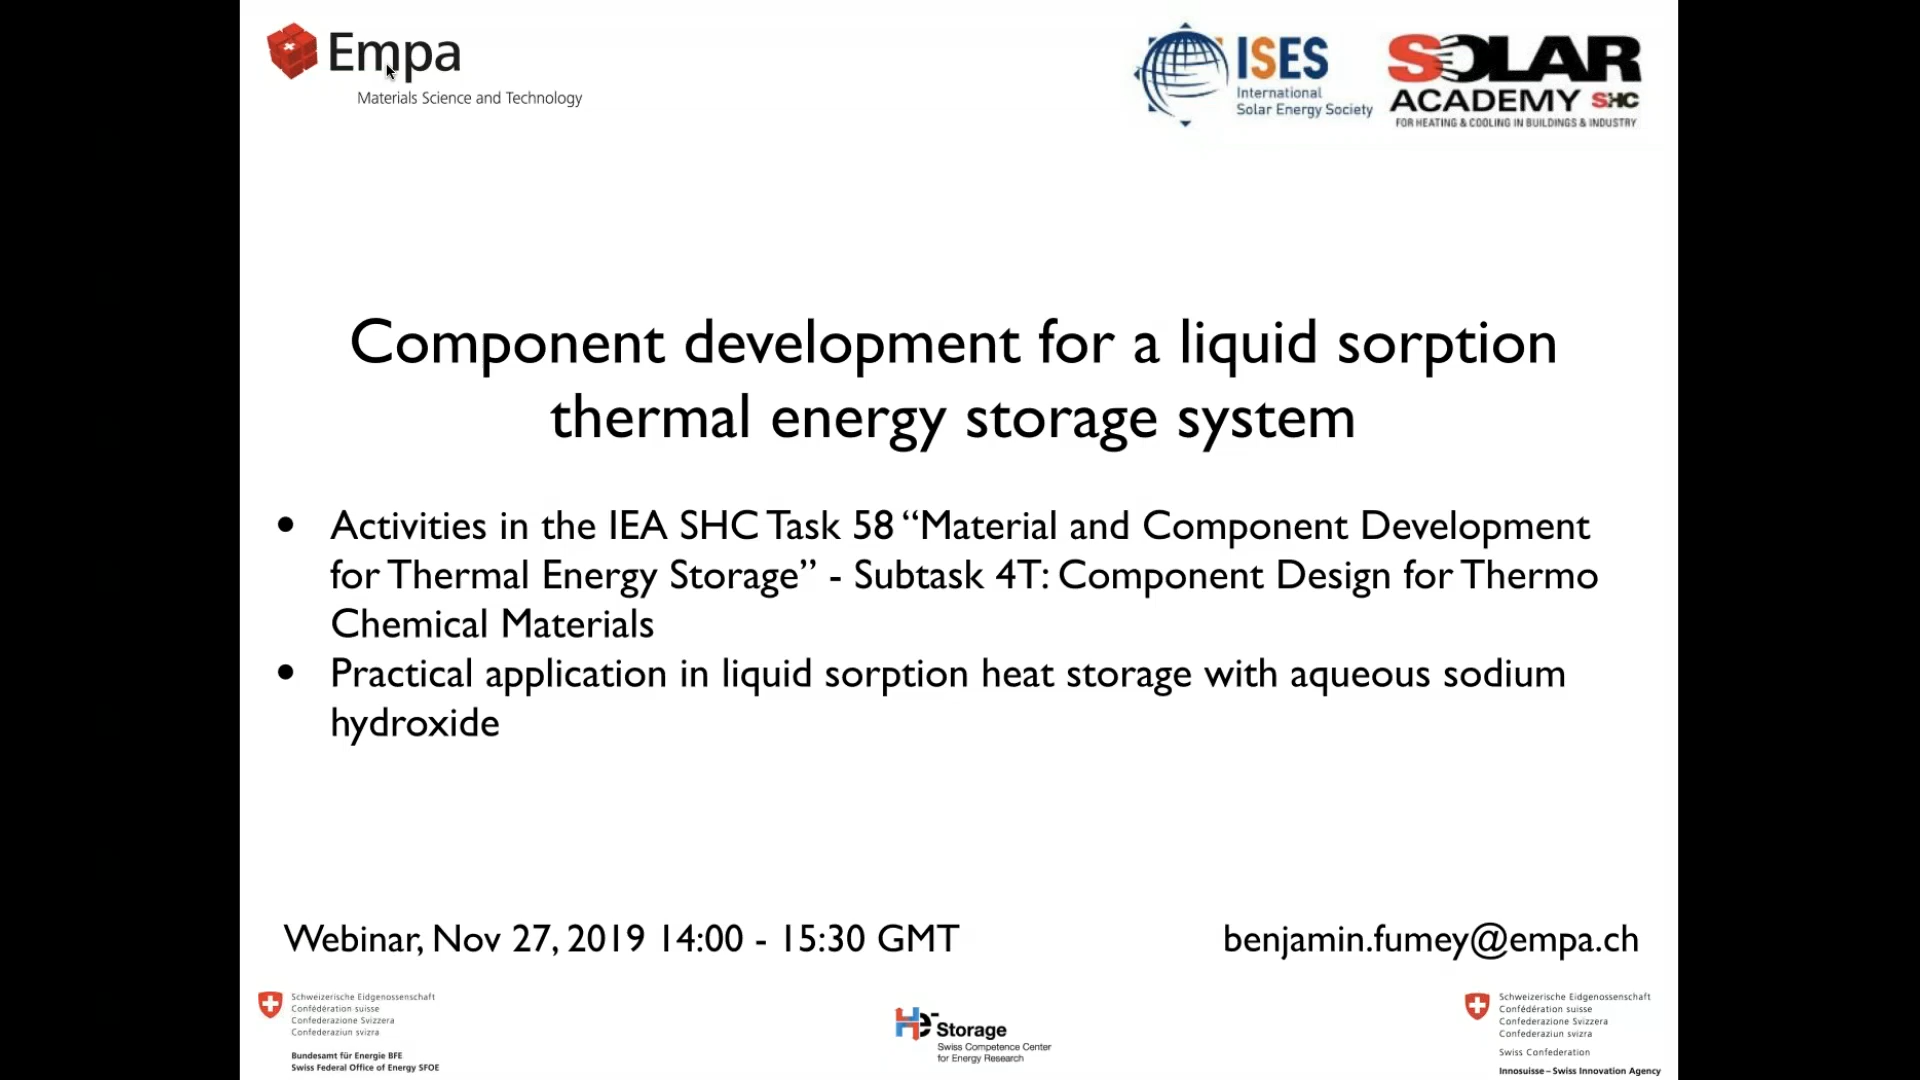 Empa
Materials Science and Technology
ISES
International
Solar Energy Society
SOLAR
ACADEMY SHC
FOR HEATING & COOLING IN BUILDINGS & INDUSTRY
Component development for a liquid sorption
thermal energy storage system
• Activities in the IEA SHC Task 58 “Material and Component Development
for Thermal Energy Storage” - Subtask 4T: Component Design for Thermo
Chemical Materials
• Practical application in liquid sorption heat storage with aqueous sodium
hydroxide
Webinar, Nov 27, 2019 14:00 - 15:30 GMT
benjamin.fumey@empa.ch
Schweizerische Eidgenossenschaft
Confédération suisse
Confederazione Svizzera
Confederaziun svizra
Bundesamt für Energie BFE
Swiss Federal Office of Energy SFOE
He-Storage
Swiss Competence Center
for Energy Research
Schweizerische Eidgenossenschaft
Confédération suisse
Confederazione Svizzera
Confederaziun svizra
Swiss Confederation
Innosuisse – Swiss Innovation Agency